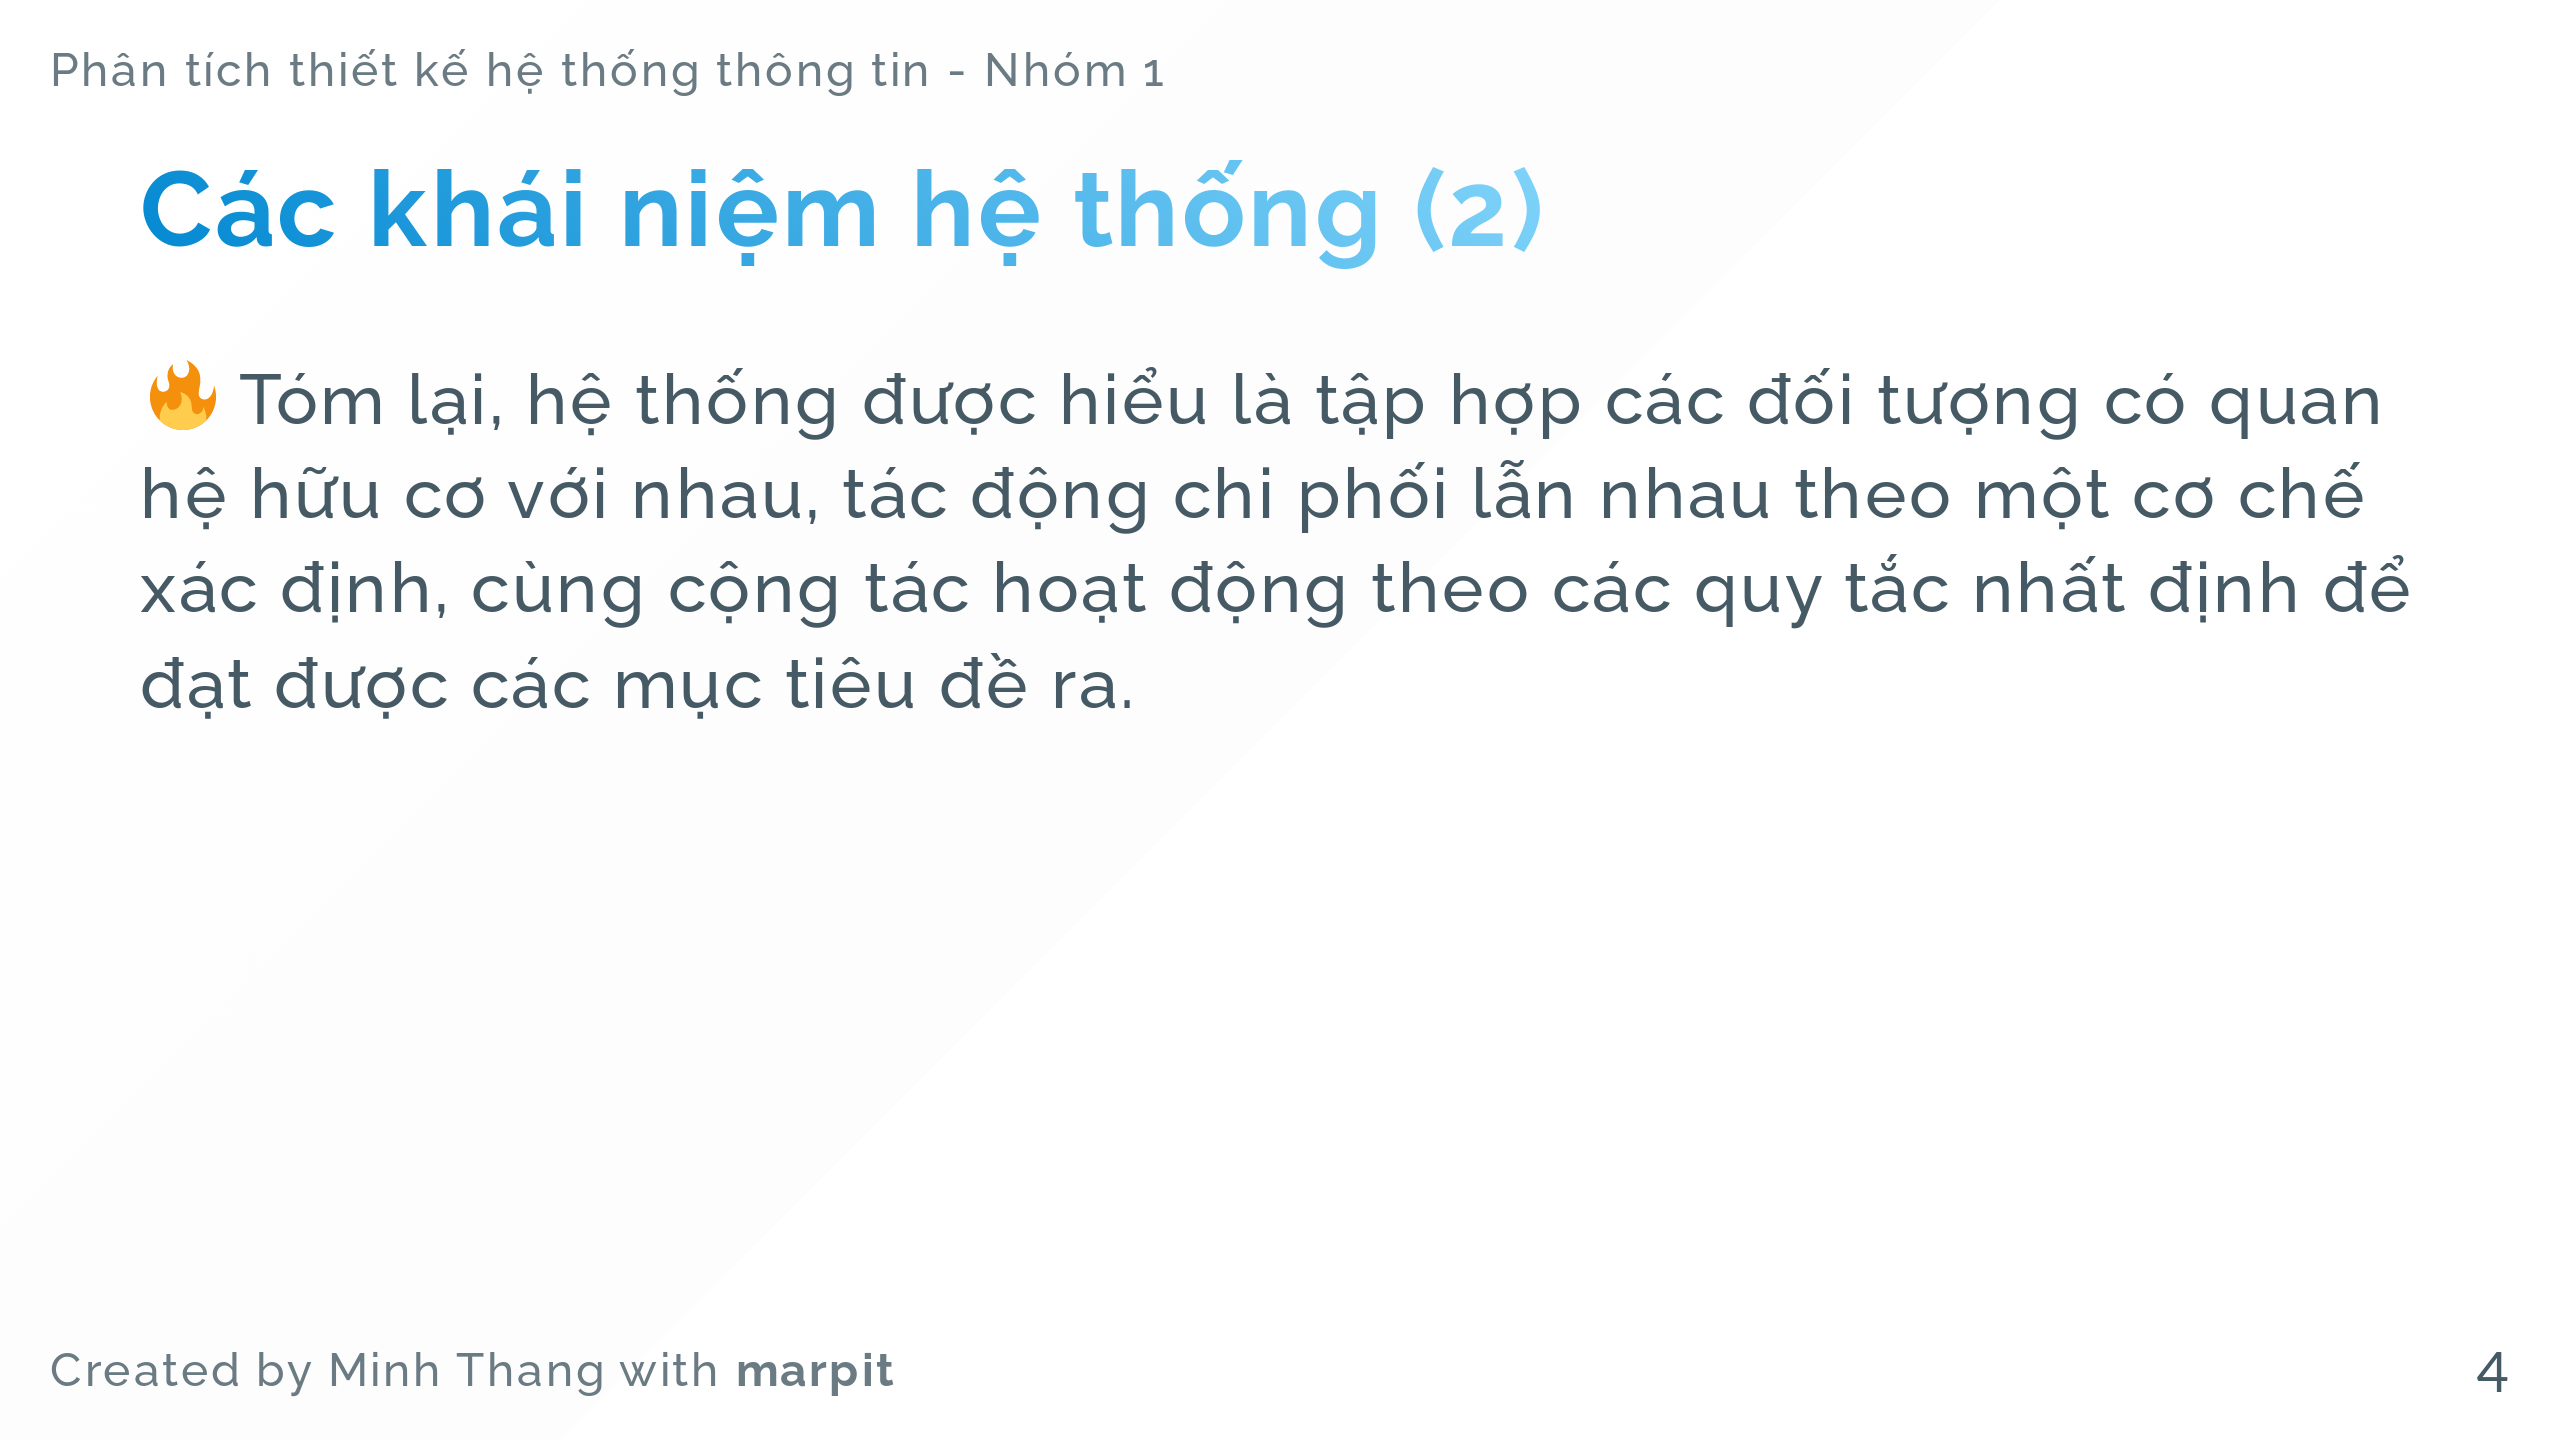 Phân tích thiết kế hệ thống thông tin - Nhóm 1
Các khái niệm hệ thống (2)
🔥 Tóm lại, hệ thống được hiểu là tập hợp các đối tượng có quan
hệ hữu cơ với nhau, tác động chi phối lẫn nhau theo một cơ chế
xác định, cùng cộng tác hoạt động theo các quy tắc nhất định để
đạt được các mục tiêu đề ra.
Created by Minh Thang with marpit
4